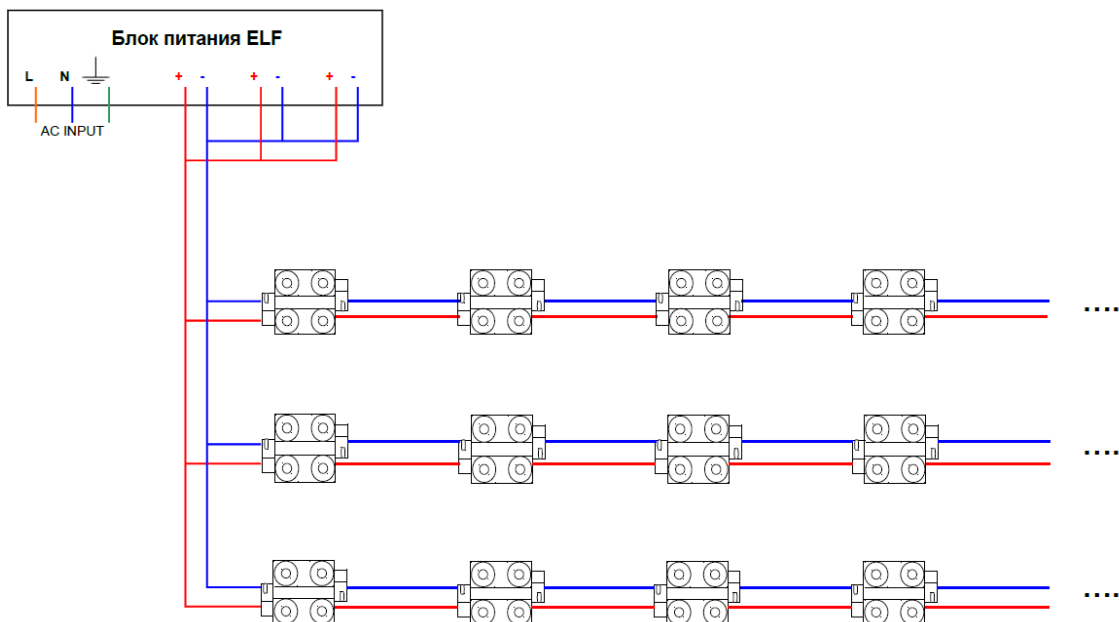 Блок питания ELF
L N + - + - + -
AC INPUT
....
....
....